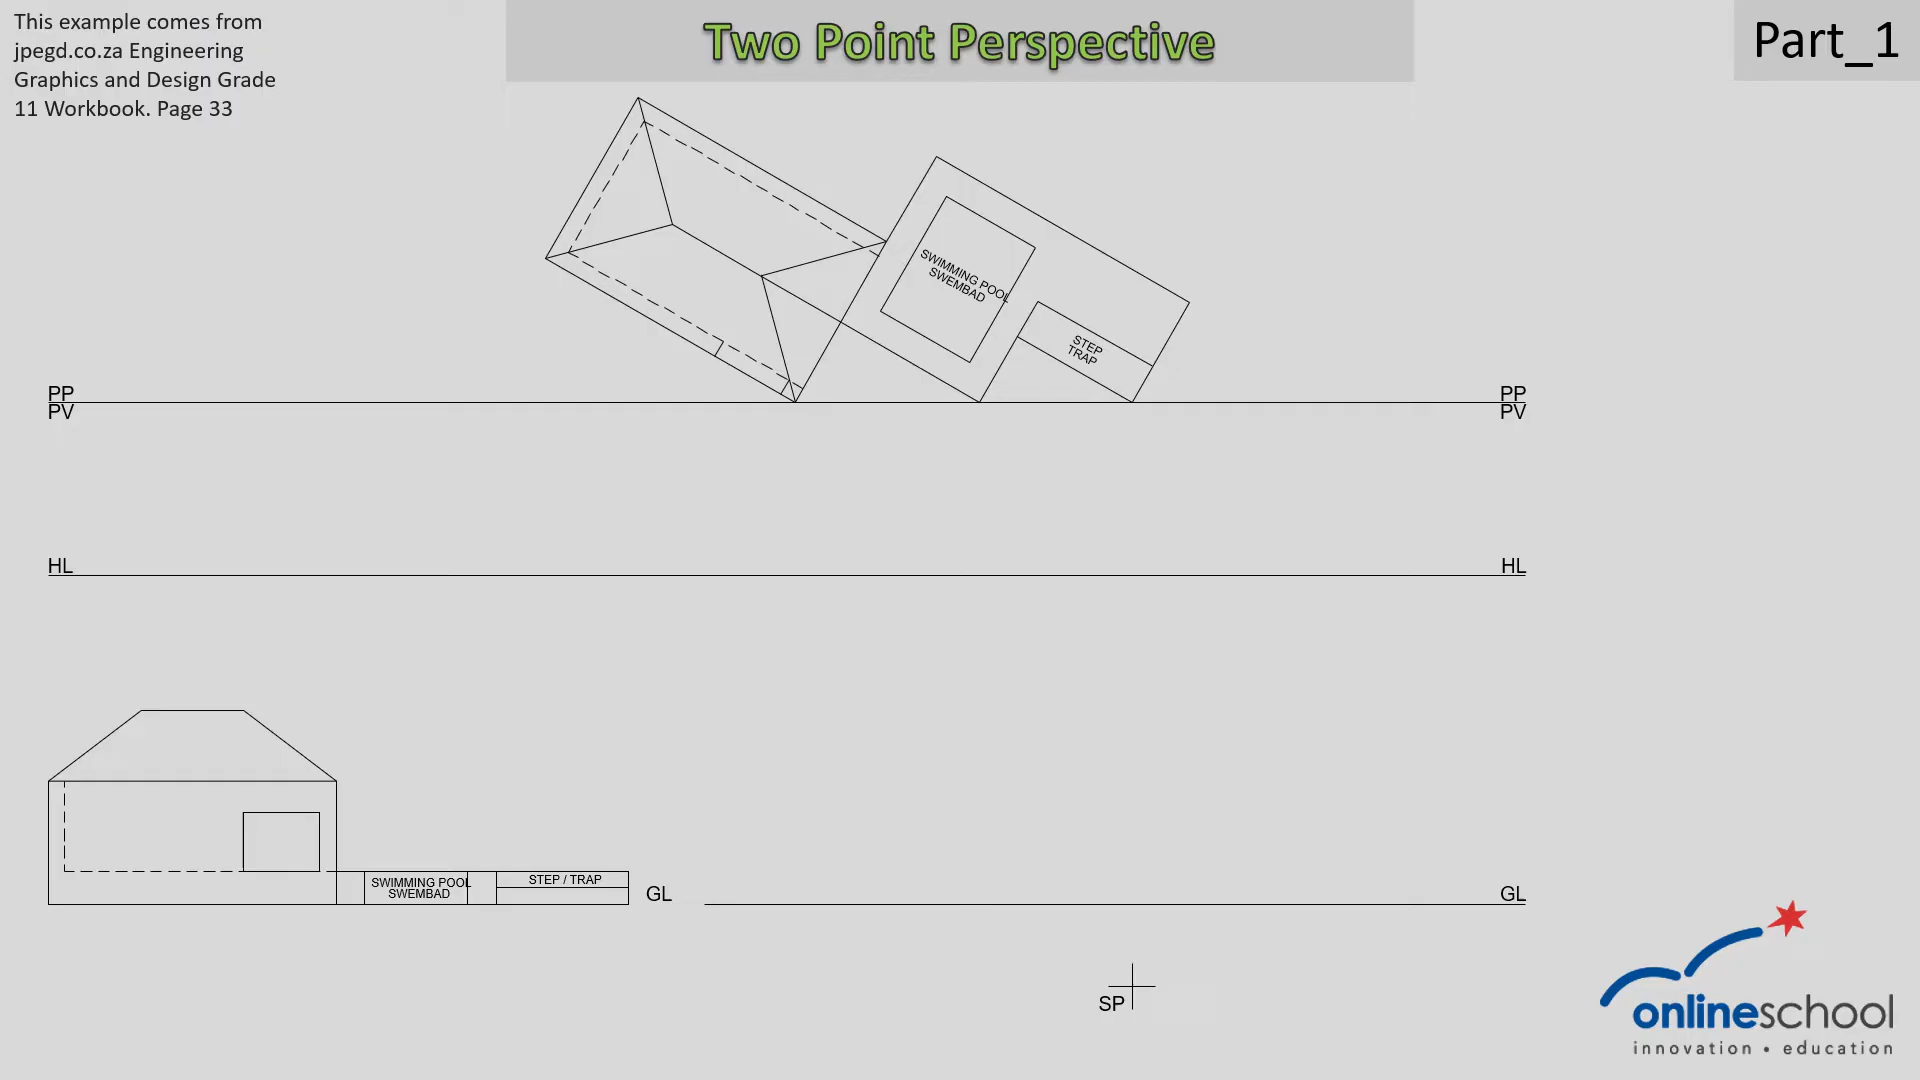 This example comes from
jpegd.co.za Engineering
Graphics and Design Grade
11 Workbook. Page 33
Two Point Perspective
Part_1
SWIMMING POOL
SWEMBAD
STEP
TRAP
PP
PV
PP
PV
HL
HL
SWIMMING POOL
SWEMBAD
STEP / TRAP
GL
GL
SP
onlineschool
innovation • education